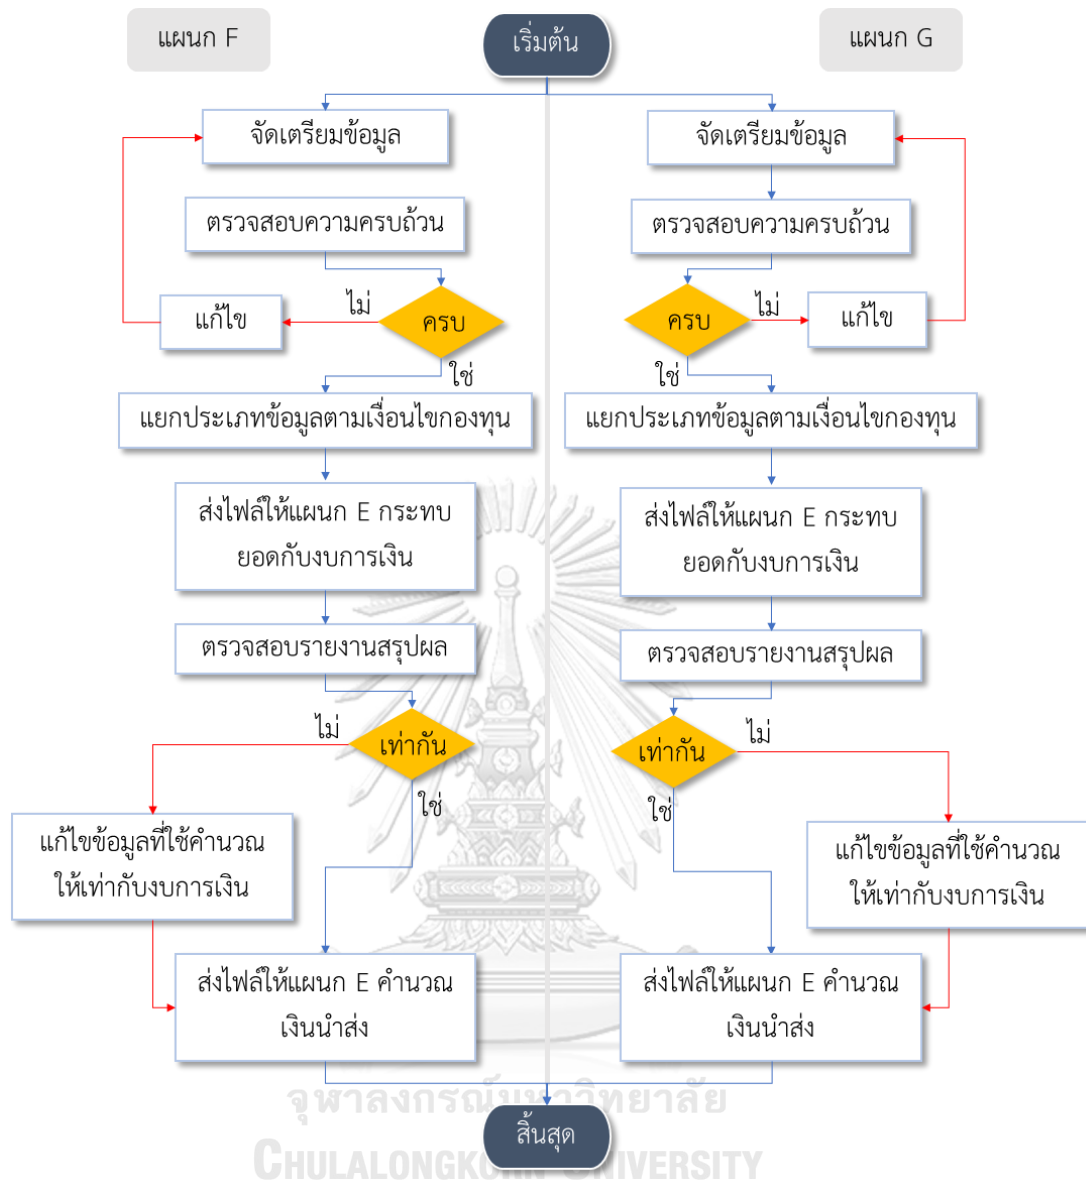 แผนก F
เริ่มต้น
แผนก G
จัดเตรียมข้อมูล
จัดเตรียมข้อมูล
ตรวจสอบความครบถ้วน
ตรวจสอบความครบถ้วน
แก้ไข
ไม่
ครบ
ครบ
ไม่
แก้ไข
ใช่
ใช่
แยกประเภทข้อมูลตามเงื่อนไขกองทุน
แยกประเภทข้อมูลตามเงื่อนไขกองทุน
ส่งไฟล์ให้แผนก E กระทบ
ยอดกับงบการเงิน
ส่งไฟล์ให้แผนก E กระทบ
ยอดกับงบการเงิน
ตรวจสอบรายงานสรุปผล
ตรวจสอบรายงานสรุปผล
ไม่
เท่ากัน
เท่ากัน
ไม่
ใช่
ใช่
แก้ไขข้อมูลที่ใช้คำนวณ
ให้เท่ากับงบการเงิน
แก้ไขข้อมูลที่ใช้คำนวณ
ให้เท่ากับงบการเงิน
ส่งไฟล์ให้แผนก E คำนวณ
เงินนำส่ง
ส่งไฟล์ให้แผนก E คำนวณ
เงินนำส่ง
จุฬาลงกรณ์มหาวิทยาลัย
สิ้นสุด
CHULALONGKORN UNIVERSITY